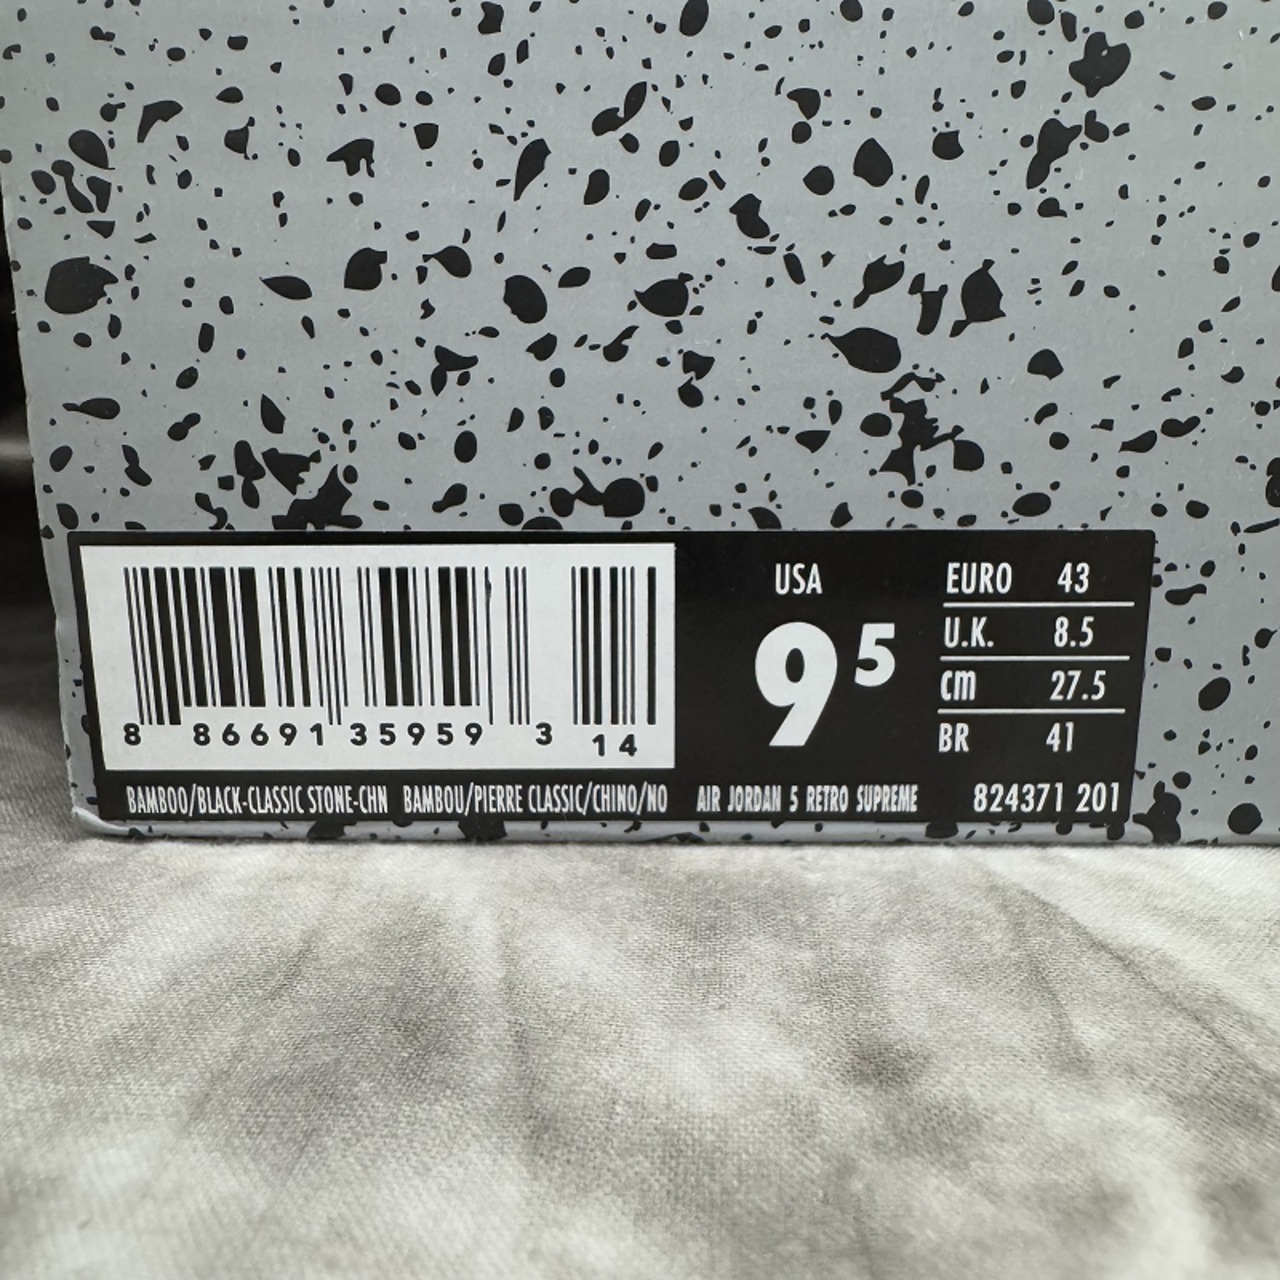 USA
9 5
EURO 43
U.K. 8.5
cm 27.5
BR 41
8 86691 35959 3 14
BAMBOO/BLACK-CLASSIC STONE-CHN BAMBOU/PIERRE CLASSIC/CHINO/NO AIR JORDAN 5 RETRO SUPREME 824371 201